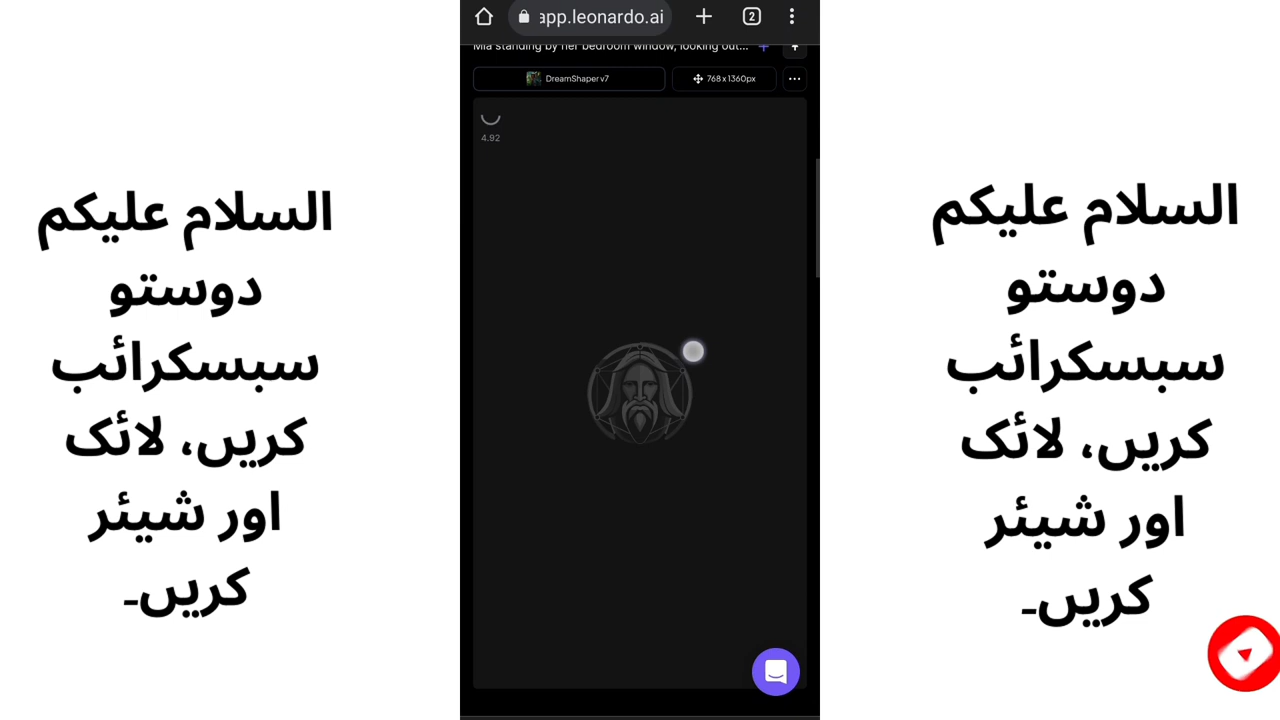 app.leonardo.ai
2
Mia standing by her bedroom window, looking out...
DreamShaper v7
768 x 1360px
4.92
السلام علیکم
دوستو
سبسکرائب
کریں، لائک
اور شیئر
کریں۔
السلام علیکم
دوستو
سبسکرائب
کریں، لائک
اور شیئر
کریں۔